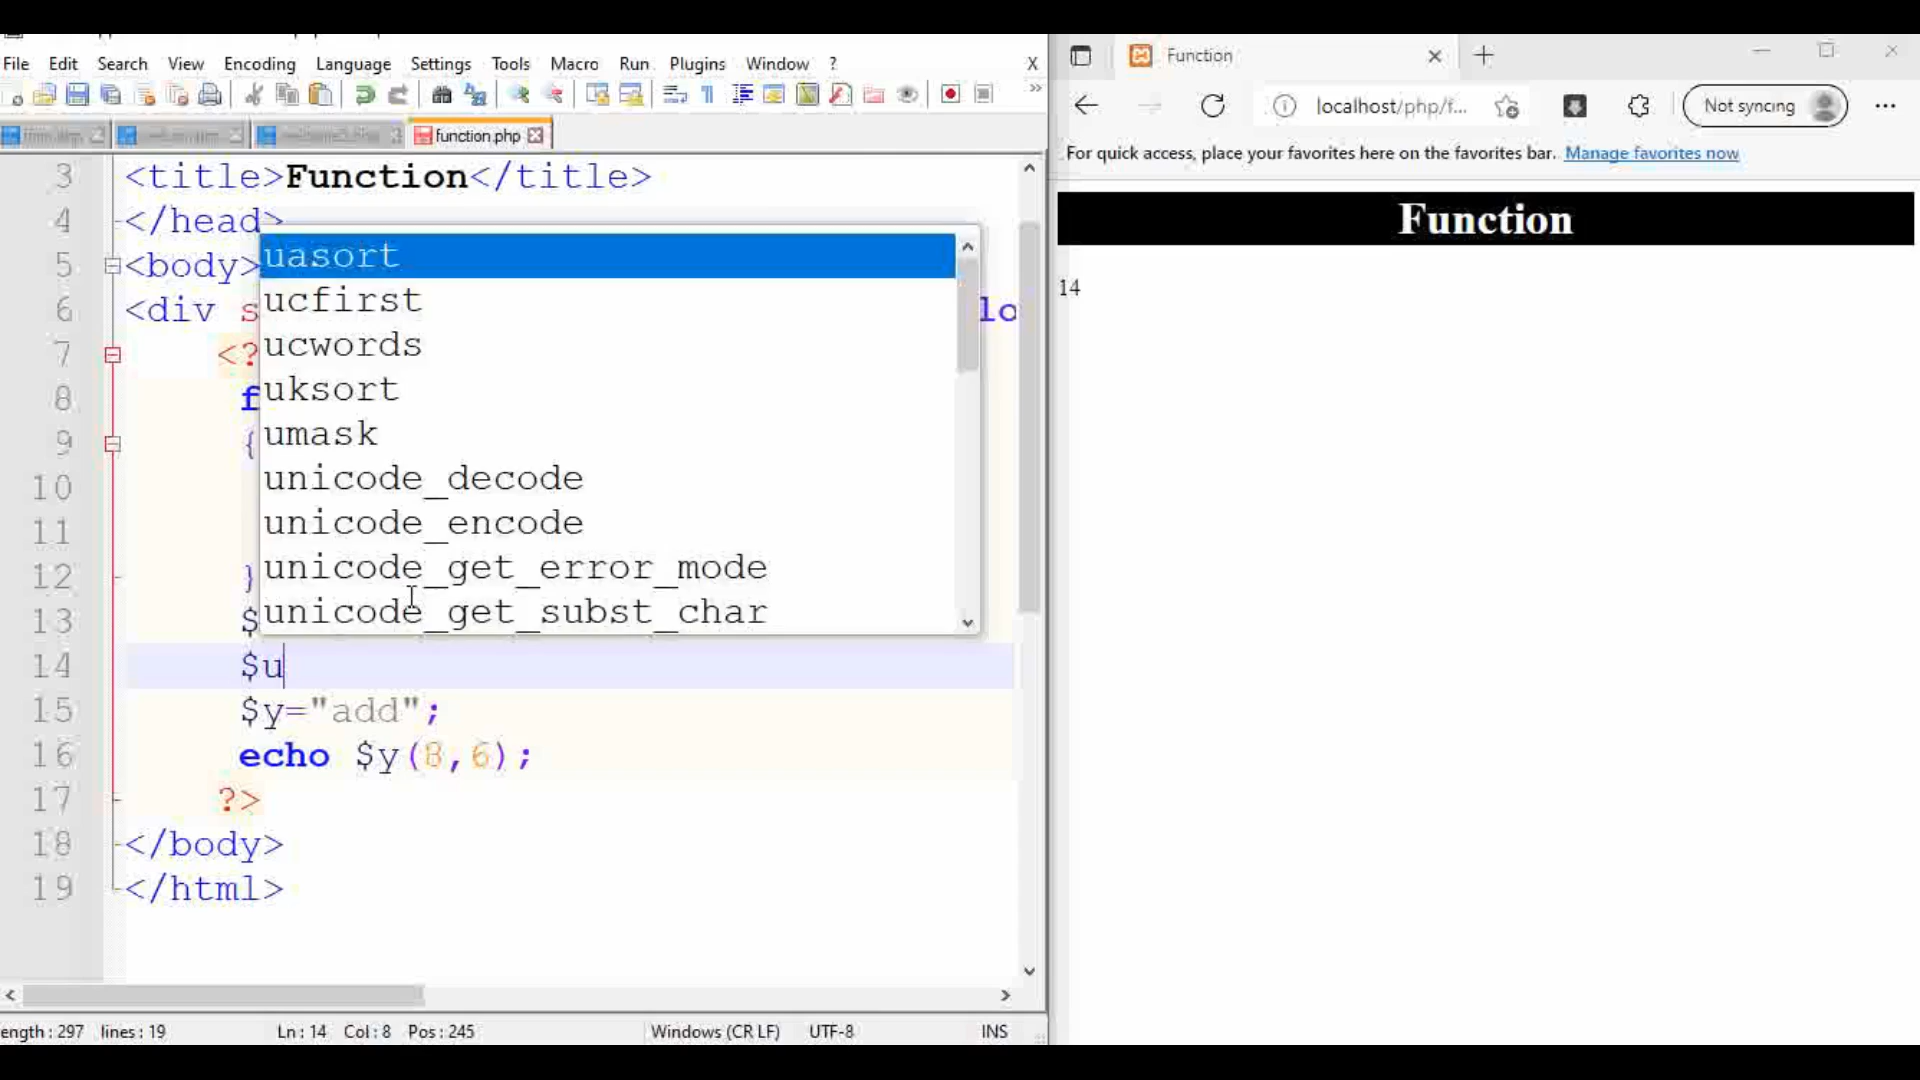 File Edit Search View Encoding Language Settings Tools Macro Run Plugins Window ? X
function.php
3 <title>Function</title>
4 </head>
5 <body>
6 <div s lo
7 <?
8 f
9 {
10
11
12 }
13 $
14 $u
15 $y="add";
16 echo $y(8,6);
17 ?>
18 </body>
19 </html>
uasort
ucfirst
ucwords
uksort
umask
unicode_decode
unicode_encode
unicode_get_error_mode
unicode_get_subst_char
ength : 297 lines : 19 Ln : 14 Col : 8 Pos : 245 Windows (CR LF) UTF-8 INS
Function
localhost/php/f... Not syncing
For quick access, place your favorites here on the favorites bar. Manage favorites now
Function
14